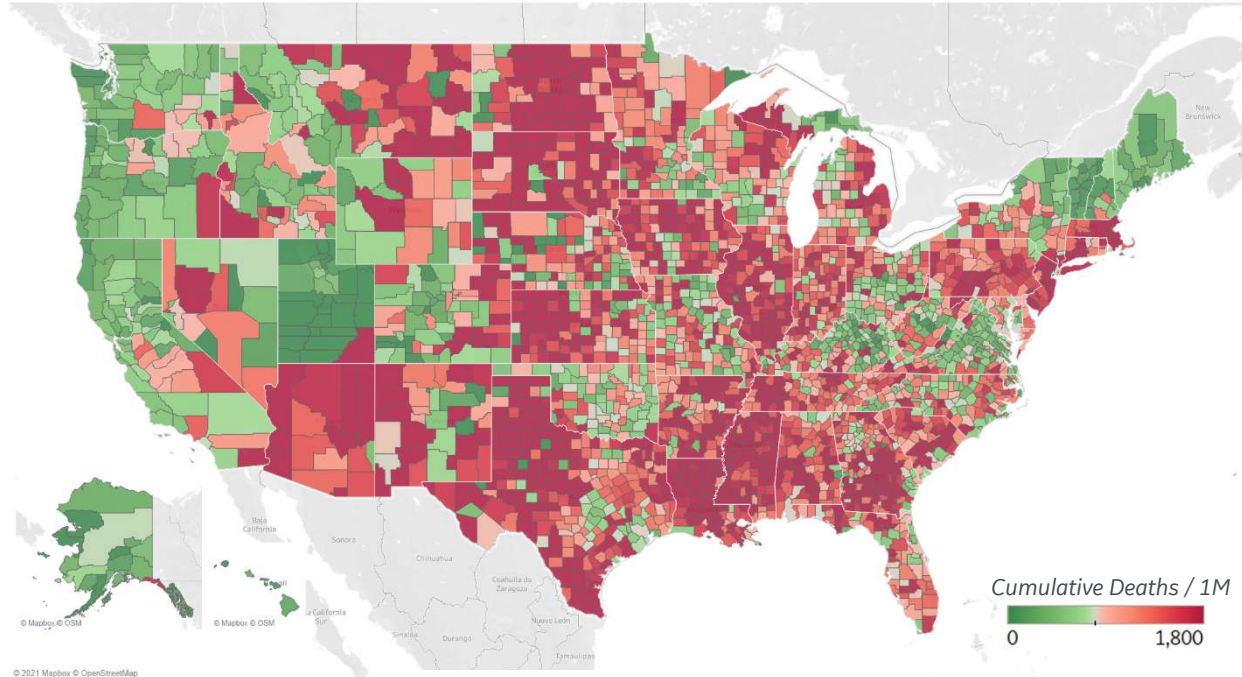 New
Brunswick
Baja
California
Sonora
Chihuahua
Coahuila de
Zaragoza
Nuevo León
Sinaloa
Durango
Tamaulipas
a California
Sur
© Mapbox © OSM
© Mapbox © OSM
Cumulative Deaths / 1M
0
1,800
© 2021 Mapbox © OpenStreetMap